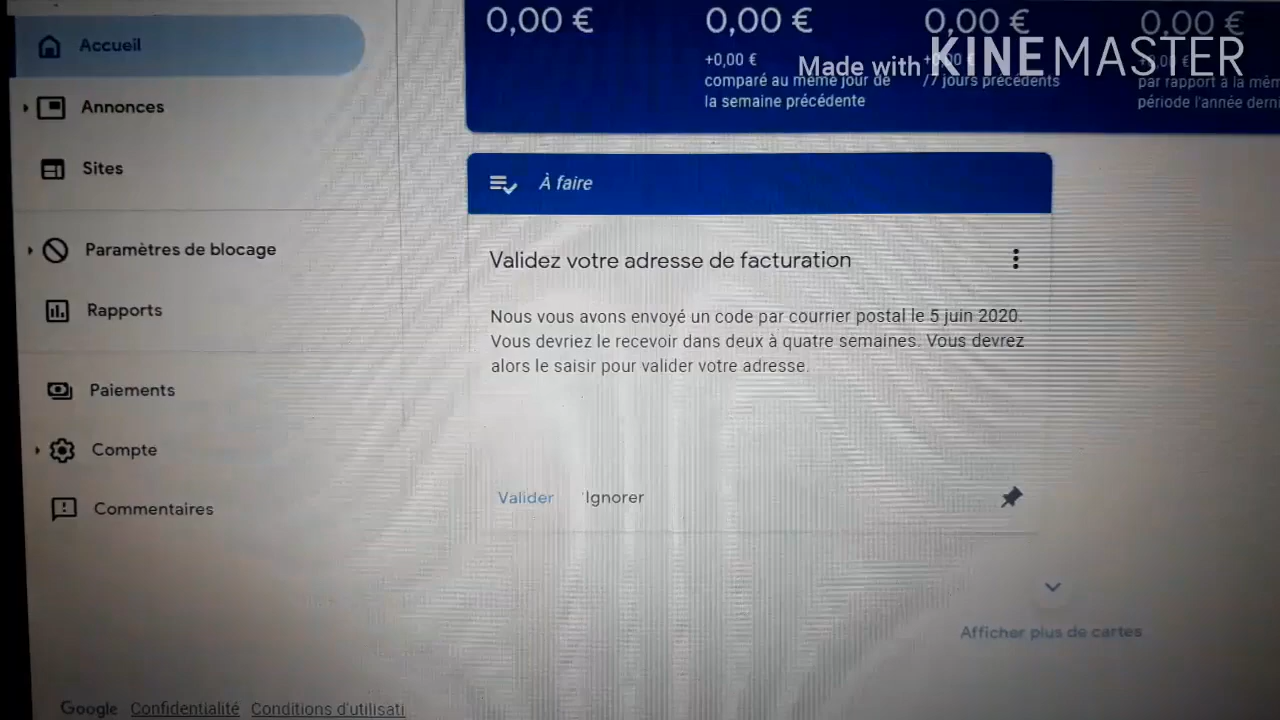 Accueil
Annonces
Sites
Paramètres de blocage
Rapports
Paiements
Compte
Commentaires
Google Confidentialité Conditions d'utilisati
0,00 € 0,00 € 0,00 € 0,00 €
+0,00 €
comparé au même jour de
la semaine précédente
+0,00 €
/7 jours précédents
par rapport à la mêm
période l'année derni
Made with KINEMASTER
À faire
Validez votre adresse de facturation
Nous vous avons envoyé un code par courrier postal le 5 juin 2020.
Vous devriez le recevoir dans deux à quatre semaines. Vous devrez
alors le saisir pour valider votre adresse.
Valider Ignorer
Afficher plus de cartes